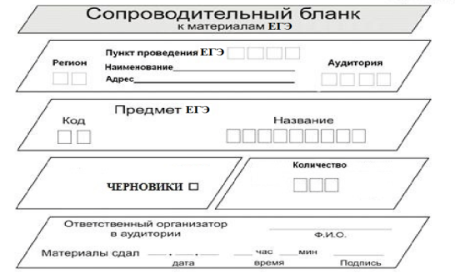 Сопроводительный бланк
к материалам ЕГЭ
Регион
Пункт проведения ЕГЭ
Наименование
Адрес
Аудитория
Предмет ЕГЭ
Код
Название
ЧЕРНОВИКИ
Количество
Ответственный организатор
в аудитории
Ф.И.О.
Материалы сдал
дата
час мин
время
Подпись